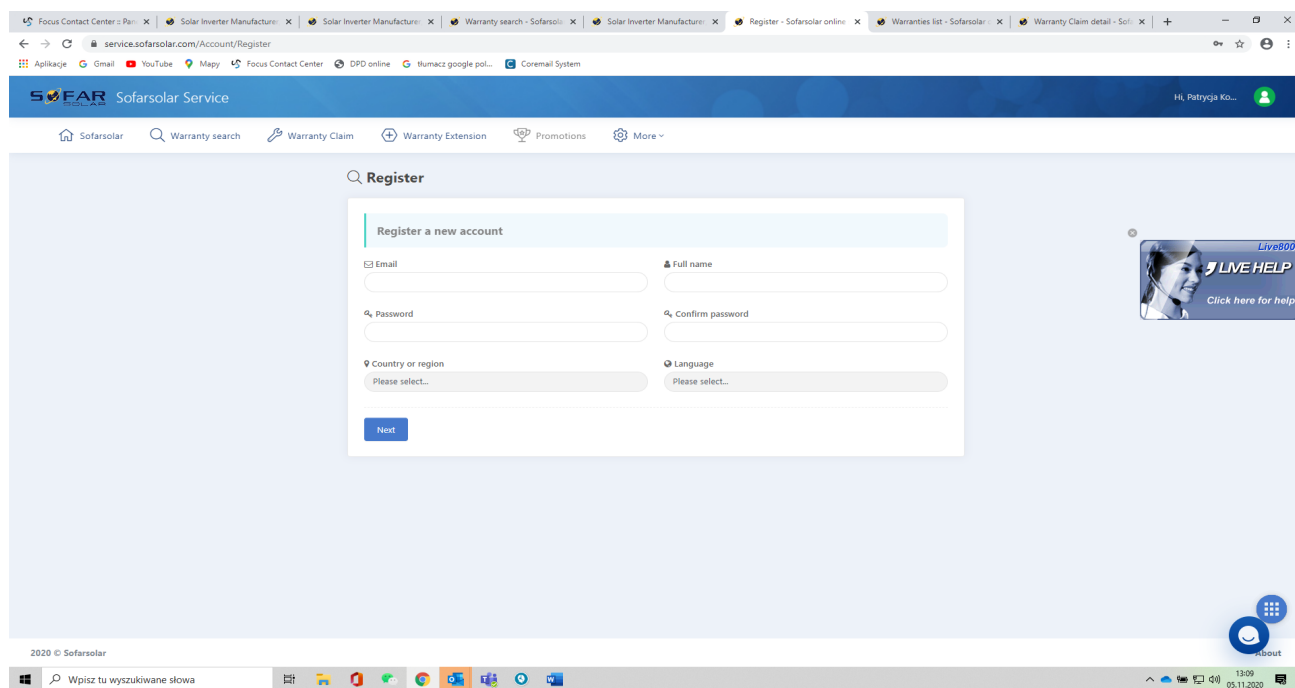 Focus Contact Center :: Pan
Solar Inverter Manufacturer
Solar Inverter Manufacturer
Warranty search - Sofarsola
Solar Inverter Manufacturer
Register - Sofarsolar online
Warranties list - Sofarsolar
Warranty Claim detail - Sof
service.sofarsolar.com/Account/Register
Aplikacje Gmail YouTube Mapy Focus Contact Center DPD online tłumacz google pol... Coremail System
SOFAR SOLAR Sofarsolar Service Hi, Patrycja Ko...
Sofarsolar Warranty search Warranty Claim Warranty Extension Promotions More
Register
Register a new account
Email Full name
Password Confirm password
Country or region Language
Please select... Please select...
Next
Live800
LIVE HELP
Click here for help
2020 © Sofarsolar About
Wpisz tu wyszukiwane słowa
13:09
05.11.2020